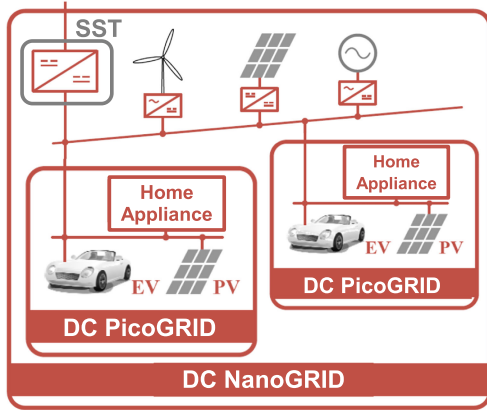 SST
Home
Appliance
EV
PV
DC PicoGRID
Home
Appliance
EV
PV
DC PicoGRID
DC NanoGRID